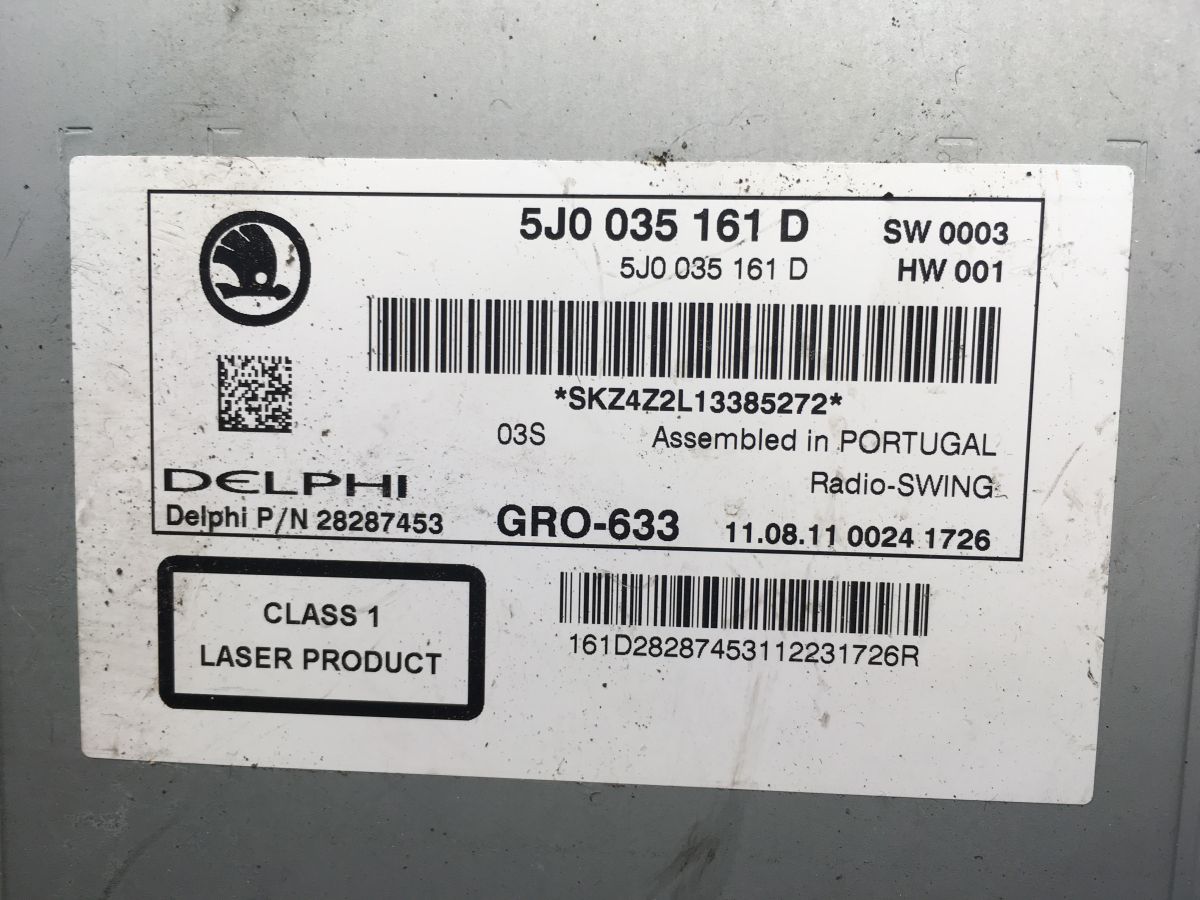 5J0 035 161 D SW 0003
5J0 035 161 D HW 001
*SKZ4Z2L13385272*
03S Assembled in PORTUGAL
Radio-SWING
DELPHI
Delphi P/N 28287453 GRO-633 11.08.11 0024 1726
CLASS 1
LASER PRODUCT
161D28287453112231726R